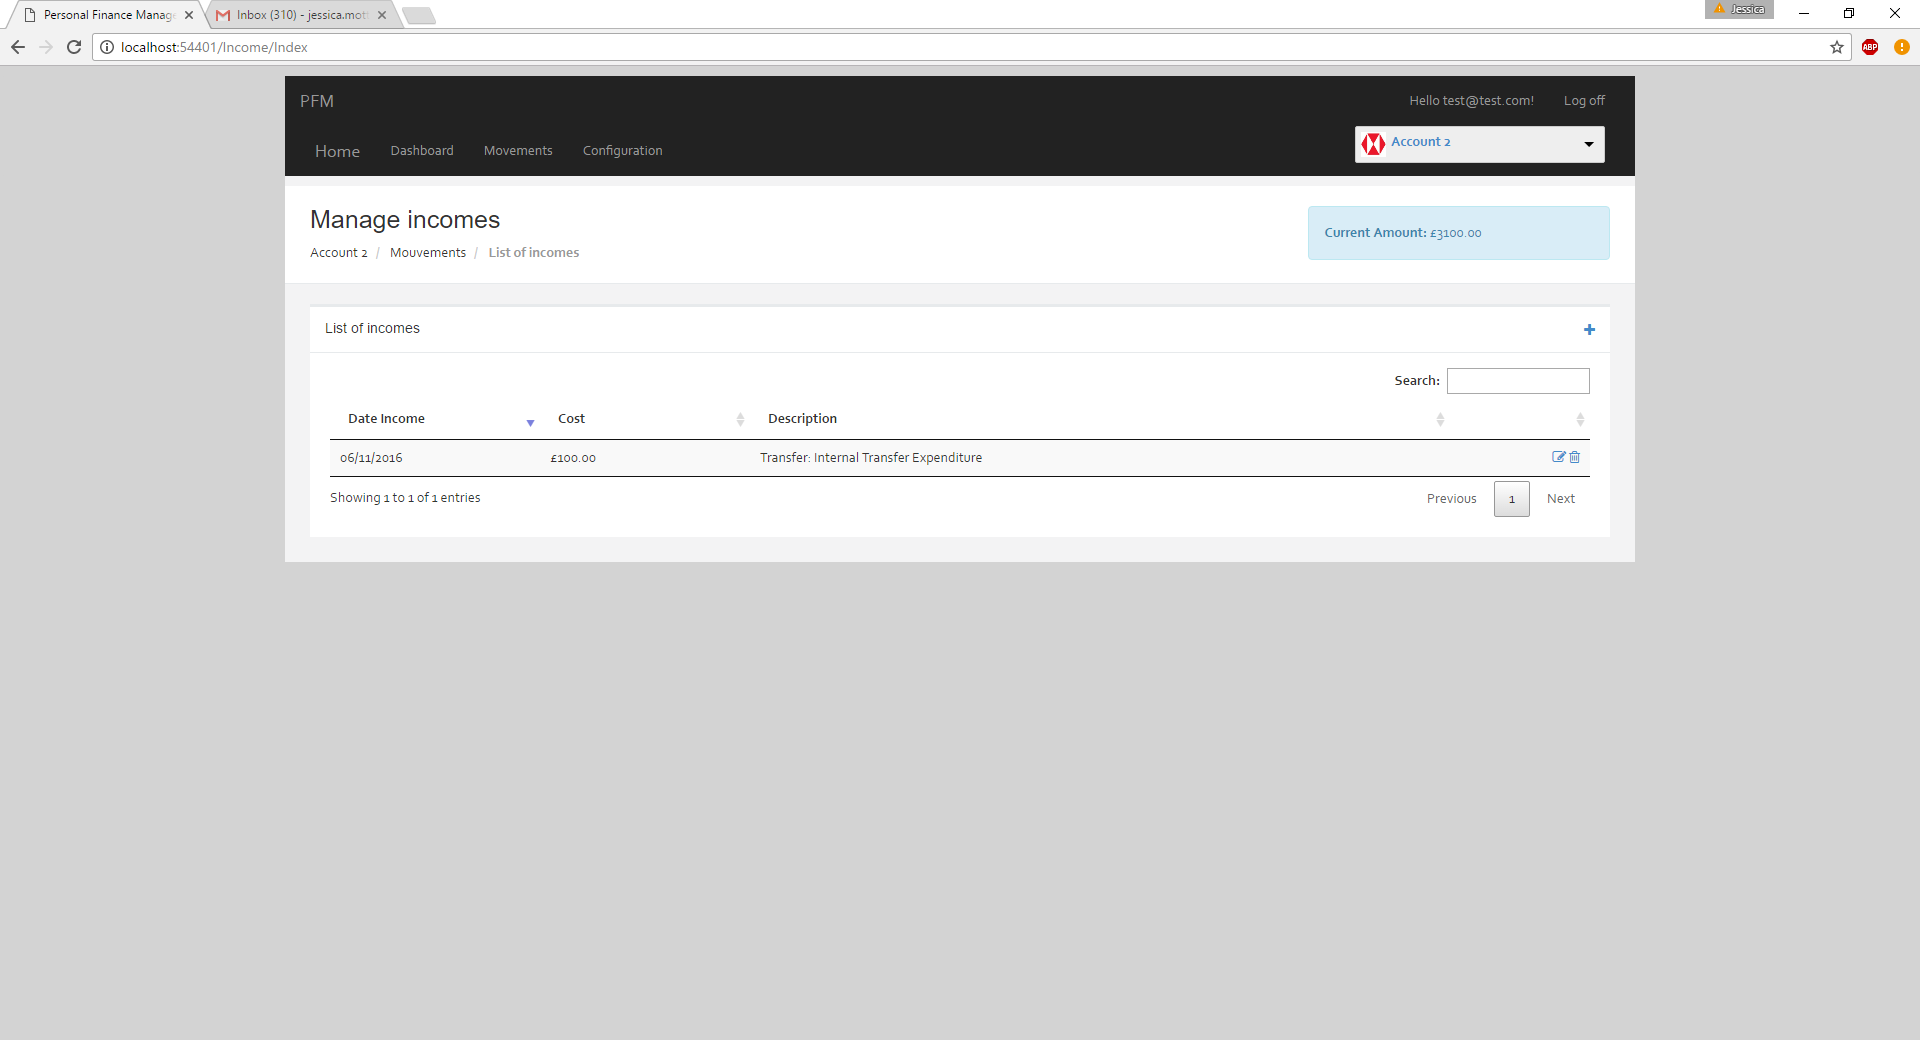 Personal Finance Manag
Inbox (310) - jessica.mot
Jessica
localhost:54401/Income/Index
ABP
PFM
Hello test@test.com!
Log off
Home
Dashboard
Movements
Configuration
Account 2
Manage incomes
Account 2 / Mouvements / List of incomes
Current Amount: £3100.00
List of incomes
Search:
Date Income Cost Description
06/11/2016 £100.00 Transfer: Internal Transfer Expenditure
Showing 1 to 1 of 1 entries
Previous 1 Next